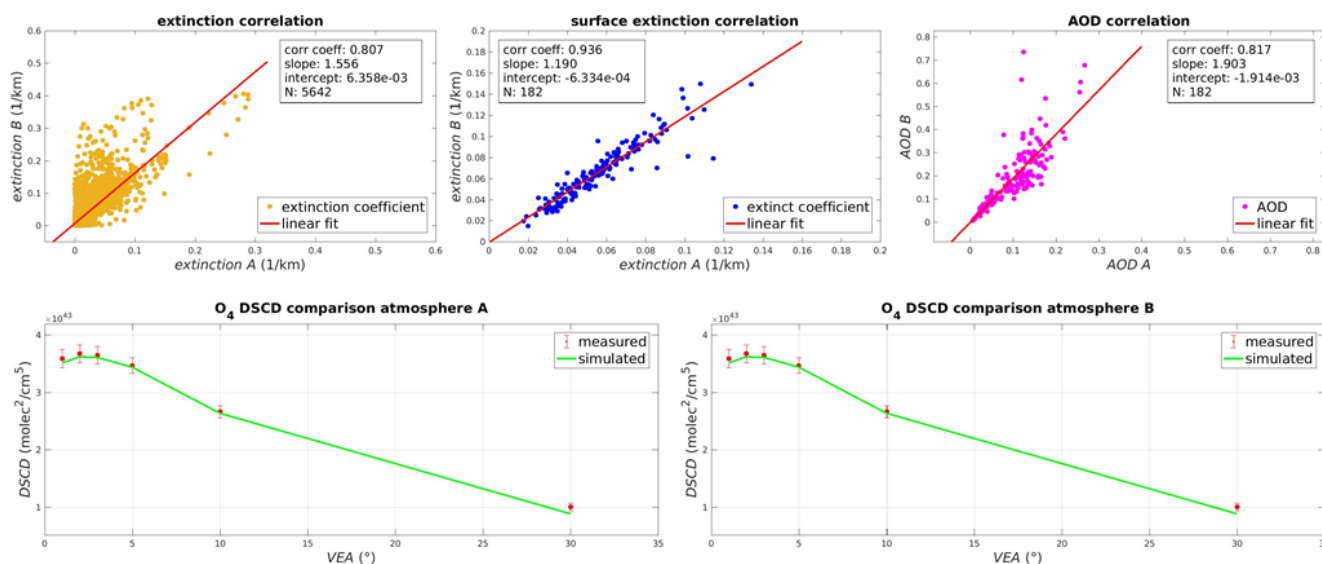 extinction correlation
corr coeff: 0.807
slope: 1.556
intercept: 6.358e-03
N: 5642
extinction B (1/km)
0.6
0.5
0.4
0.3
0.2
0.1
0
extinction coefficient
linear fit
0 0.1 0.2 0.3 0.4 0.5 0.6
extinction A (1/km)
surface extinction correlation
corr coeff: 0.936
slope: 1.190
intercept: -6.334e-04
N: 182
extinction B (1/km)
0.2
0.18
0.16
0.14
0.12
0.1
0.08
0.06
0.04
0.02
0
extinct coefficient
linear fit
0 0.02 0.04 0.06 0.08 0.1 0.12 0.14 0.16 0.18 0.2
extinction A (1/km)
AOD correlation
corr coeff: 0.817
slope: 1.903
intercept: -1.914e-03
N: 182
AOD B
0.8
0.7
0.6
0.5
0.4
0.3
0.2
0.1
0
AOD
linear fit
0 0.1 0.2 0.3 0.4 0.5 0.6 0.7 0.8
AOD A
O₄ DSCD comparison atmosphere A
×10⁴³
measured
simulated
DSCD (molec²/cm⁵)
4
3
2
1
0 5 10 15 20 25 30 35
VEA (°)
O₄ DSCD comparison atmosphere B
×10⁴³
measured
simulated
DSCD (molec²/cm⁵)
4
3
2
1
0 5 10 15 20 25 30 35
VEA (°)